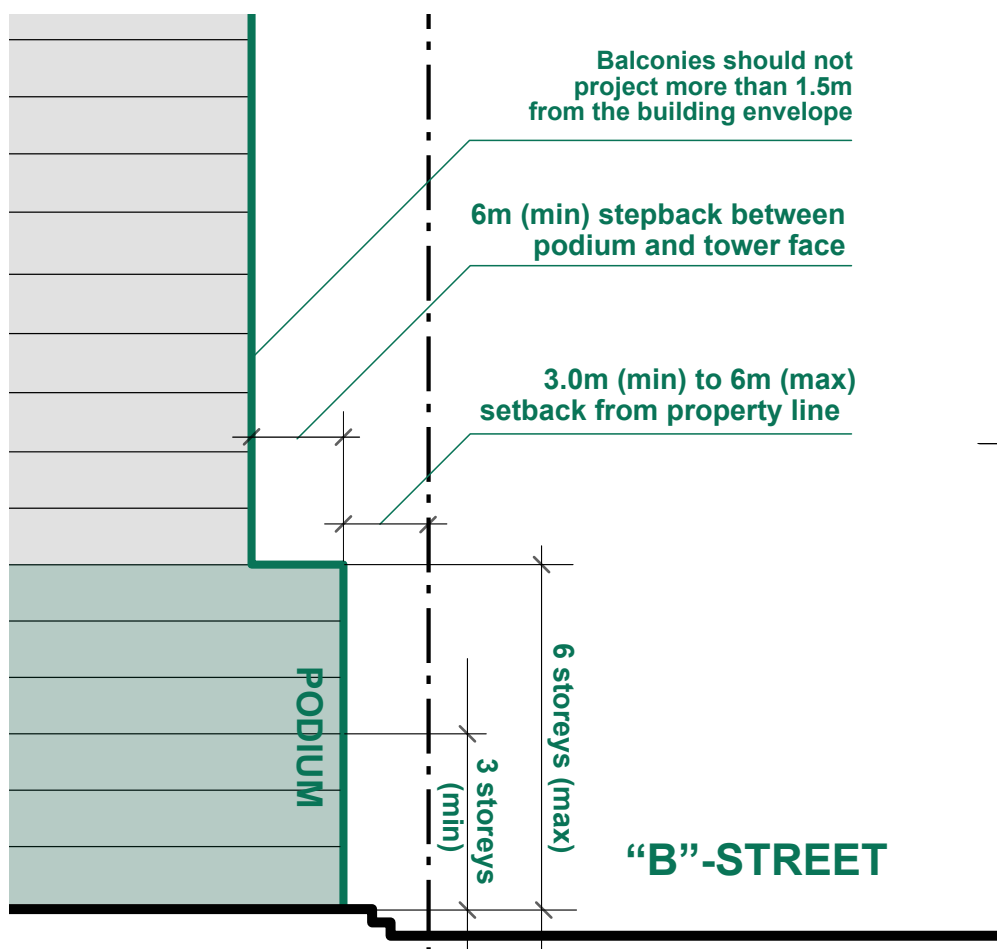 Balconies should not
project more than 1.5m
from the building envelope
6m (min) stepback between
podium and tower face
3.0m (min) to 6m (max)
setback from property line
PODIUM
3 storeys
(min)
6 storeys (max)
“B”-STREET